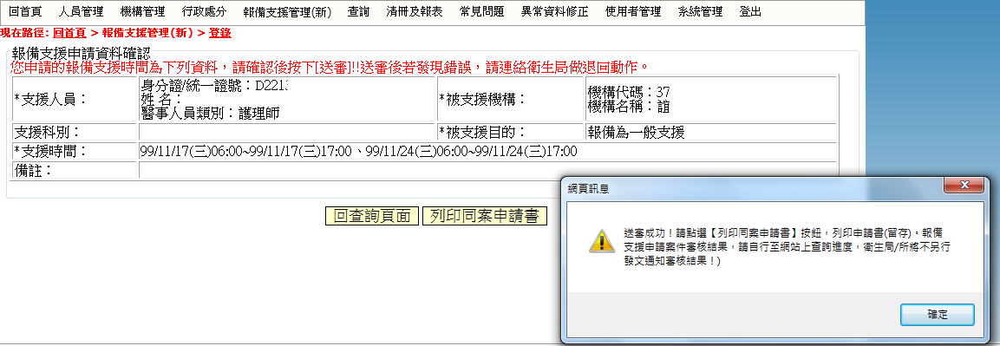 回首頁 人員管理 機構管理 行政處分 報備支援管理(新) 查詢 清冊及報表 常見問題 異常資料修正 使用者管理 系統管理 登出
現在路徑: 回首頁 > 報備支援管理(新) > 登錄
報備支援申請資料確認
您申請的報備支援時間為下列資料，請確認後按下[送審]!!送審後若發現錯誤，請連絡衛生局做退回動作。
*支援人員：
身分證/統一證號：D2213
姓 名：
醫事人員類別：護理師
*被支援機構：
機構代碼：37
機構名稱：誼
支援科別：
*被支援目的：
報備為一般支援
*支援時間：
99/11/17(三)06:00~99/11/17(三)17:00、99/11/24(三)06:00~99/11/24(三)17:00
備註：
回查詢頁面 列印同案申請書
網頁訊息
送審成功！請點選【列印同案申請書】按鈕，列印申請書(留存)。報備
支援申請案件審核結果，請自行至網站上查詢進度，衛生局/所將不另行
發文通知審核結果！)
確定